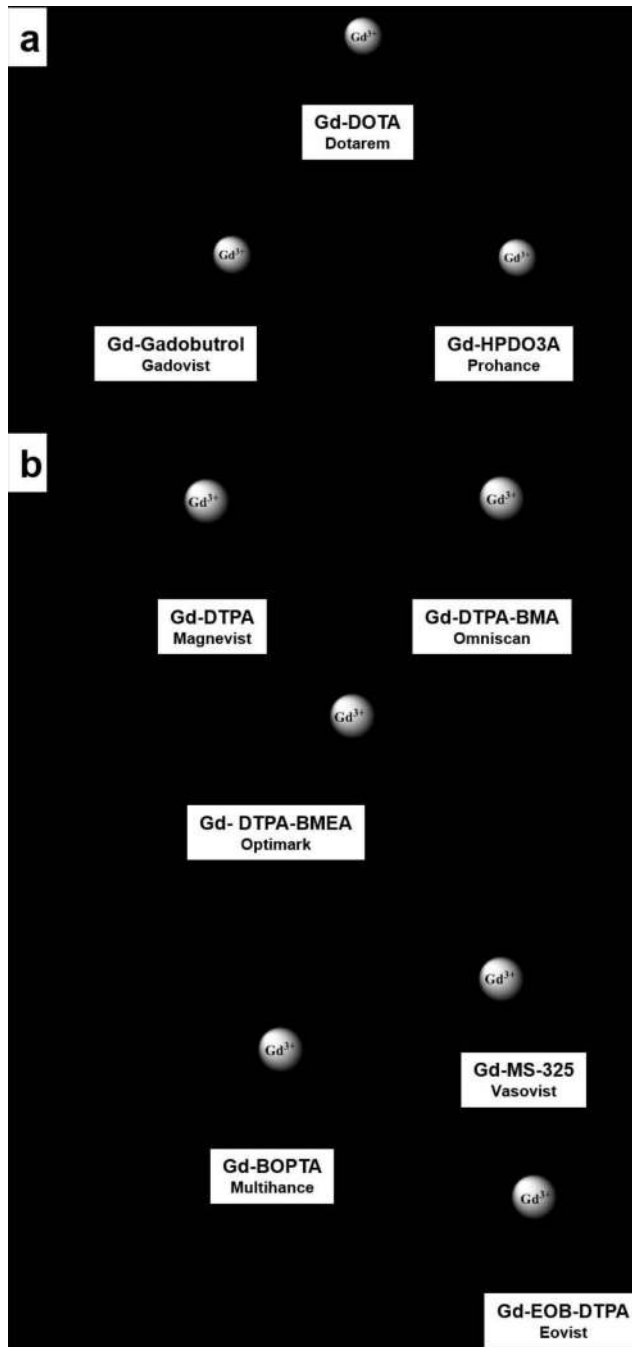 a
Gd³⁺
Gd-DOTA
Dotarem
Gd³⁺
Gd³⁺
Gd-Gadobutrol
Gadovist
Gd-HPDO3A
Prohance
b
Gd³⁺
Gd³⁺
Gd-DTPA
Magnevist
Gd-DTPA-BMA
Omniscan
Gd³⁺
Gd- DTPA-BMEA
Optimark
Gd³⁺
Gd-MS-325
Vasovist
Gd³⁺
Gd-BOPTA
Multihance
Gd³⁺
Gd-EOB-DTPA
Eovist